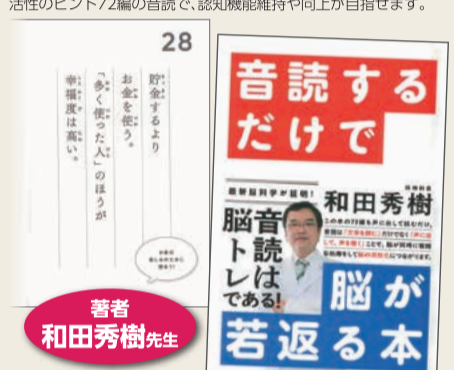 活性のヒント72編の音読で、認知機能維持や向上が目指せます。
28
貯金するより
お金を使う。
「多く使った人」のほうが
幸福度は高い。
著者
和田秀樹先生
音読する
だけで
最新脳科学が証明!
和田秀樹
音読は
脳トレ
である!
脳が
若返る本